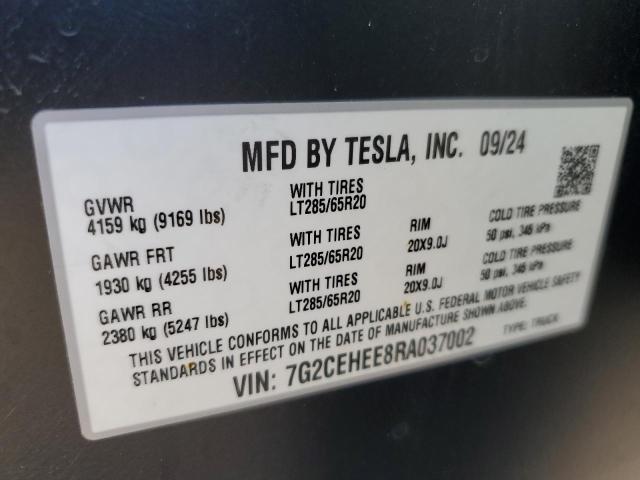 MFD BY TESLA, INC. 09/24
GVWR
4159 kg (9169 lbs)
WITH TIRES
LT285/65R20
GAWR FRT
1930 kg (4255 lbs)
WITH TIRES
LT285/65R20
RIM
20X9.0J
COLD TIRE PRESSURE
50 psi, 345 kPa
GAWR RR
2380 kg (5247 lbs)
WITH TIRES
LT285/65R20
RIM
20X9.0J
COLD TIRE PRESSURE
50 psi, 345 kPa
THIS VEHICLE CONFORMS TO ALL APPLICABLE U.S. FEDERAL MOTOR VEHICLE SAFETY
STANDARDS IN EFFECT ON THE DATE OF MANUFACTURE SHOWN ABOVE.
VIN: 7G2CEHEE8RA037002
TYPE: TRUCK